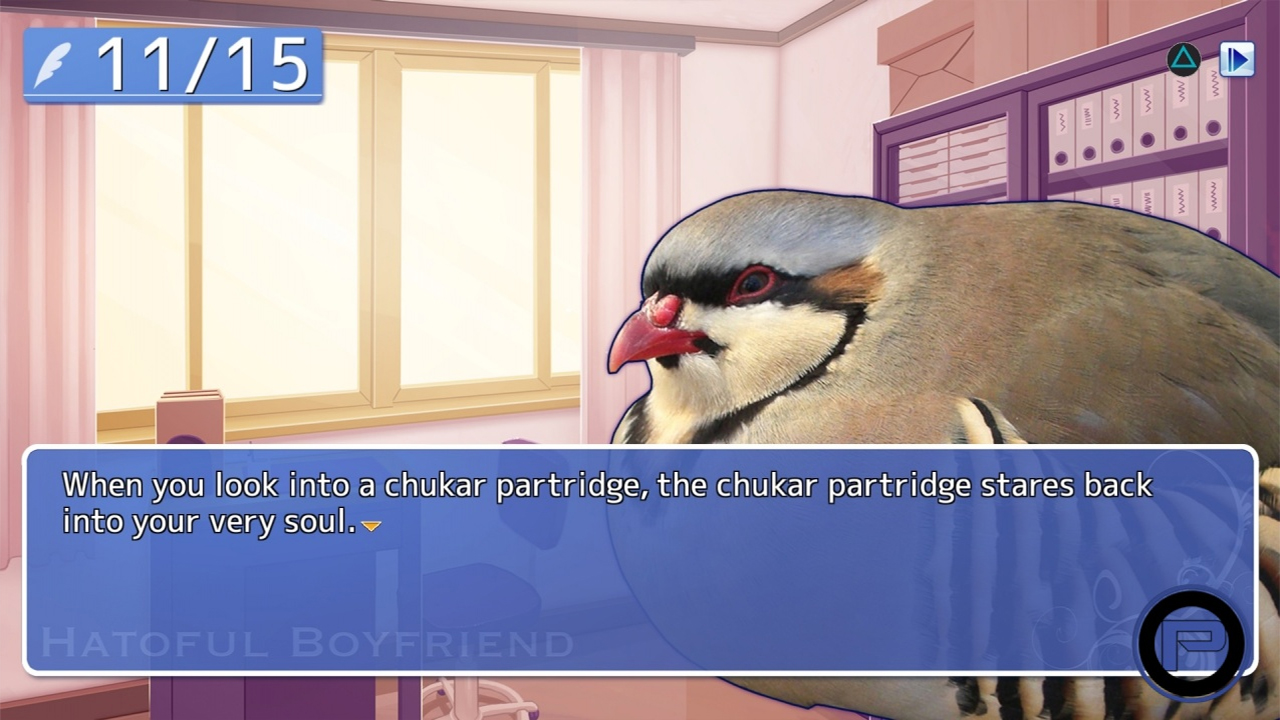 11/15
When you look into a chukar partridge, the chukar partridge stares back
into your very soul.
HATOFUL BOYFRIEND